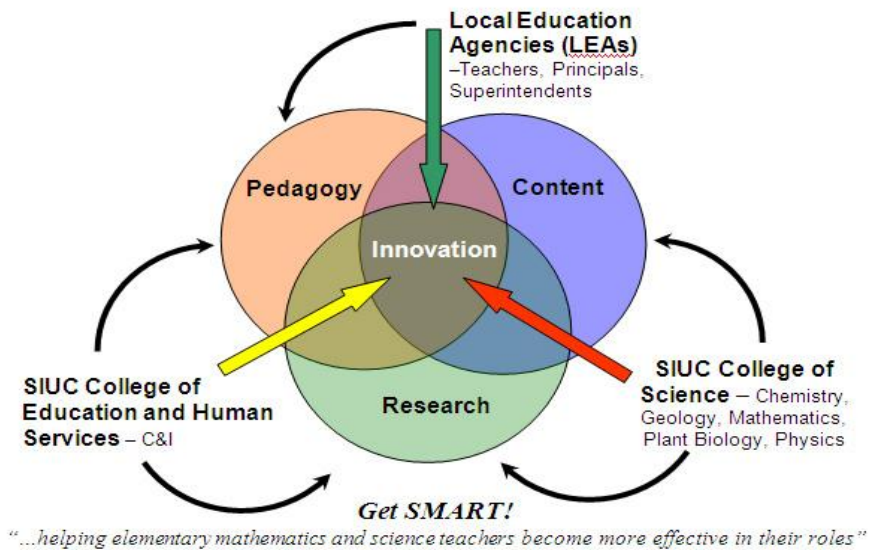 Local Education
Agencies (LEAs)
–Teachers, Principals,
Superintendents
Pedagogy
Content
Innovation
SIUC College of
Education and Human
Services – C&I
Research
SIUC College of
Science – Chemistry,
Geology, Mathematics,
Plant Biology, Physics
Get SMART!
“…helping elementary mathematics and science teachers become more effective in their roles”